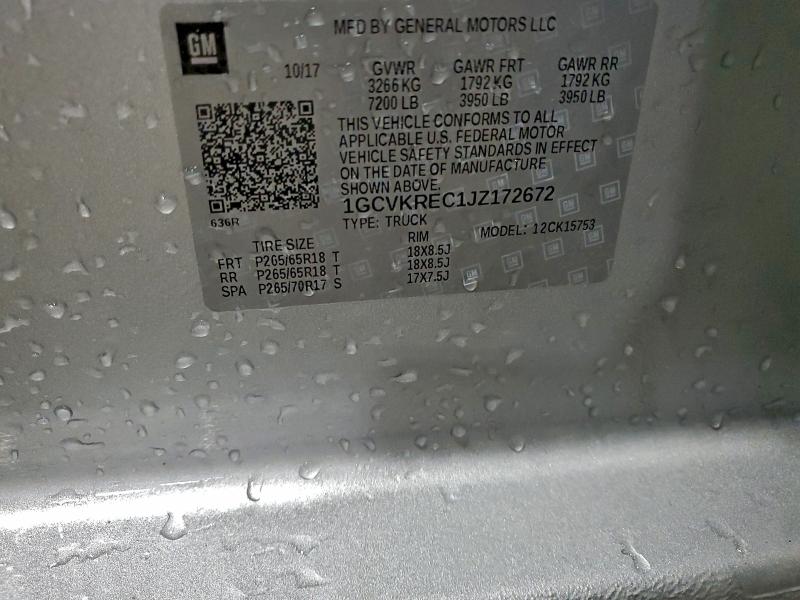 GM
MFD BY GENERAL MOTORS LLC
10/17 GVWR GAWR FRT GAWR RR
3266 KG 1792 KG 1792 KG
7200 LB 3950 LB 3950 LB
THIS VEHICLE CONFORMS TO ALL
APPLICABLE U.S. FEDERAL MOTOR
VEHICLE SAFETY STANDARDS IN EFFECT
ON THE DATE OF MANUFACTURE
SHOWN ABOVE.
636R
1GCVKREC1JZ172672
TYPE: TRUCK MODEL: 12CK15753
TIRE SIZE RIM
FRT P265/65R18 T 18X8.5J
RR P265/65R18 T 18X8.5J
SPA P265/70R17 S 17X7.5J